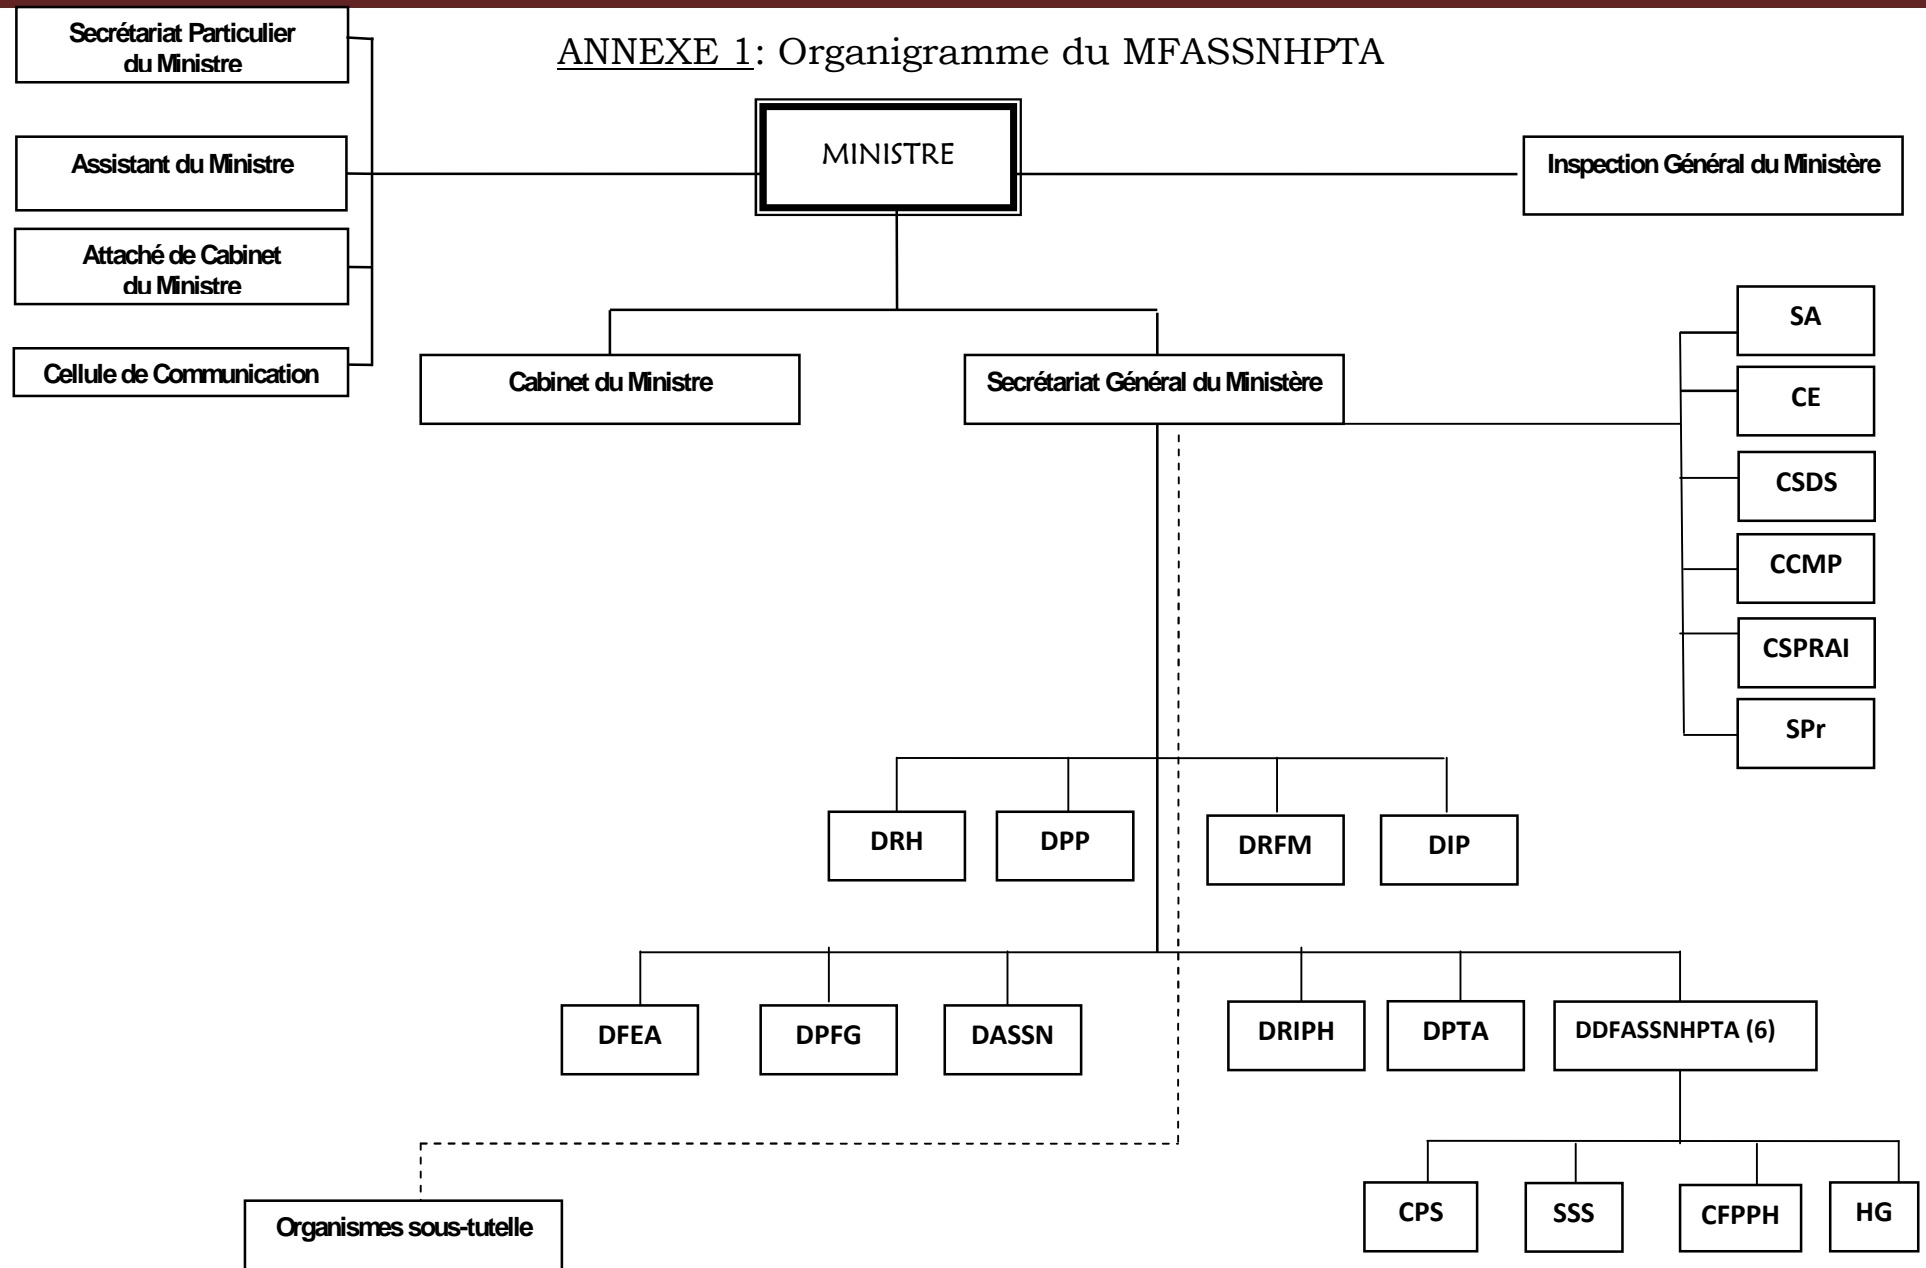 Secrétariat Particulier
du Ministre
ANNEXE 1: Organigramme du MFASSNHPTA
MINISTRE
Assistant du Ministre
Inspection Général du Ministère
Attaché de Cabinet
du Ministre
Cellule de Communication
Cabinet du Ministre
Secrétariat Général du Ministère
SA
CE
CSDS
CCMP
CSPRAI
SPr
DRH
DPP
DRFM
DIP
DFEA
DPFG
DASSN
DRIPH
DPTA
DDFASSNHPTA (6)
CPS
SSS
CFPPH
HG
Organismes sous-tutelle